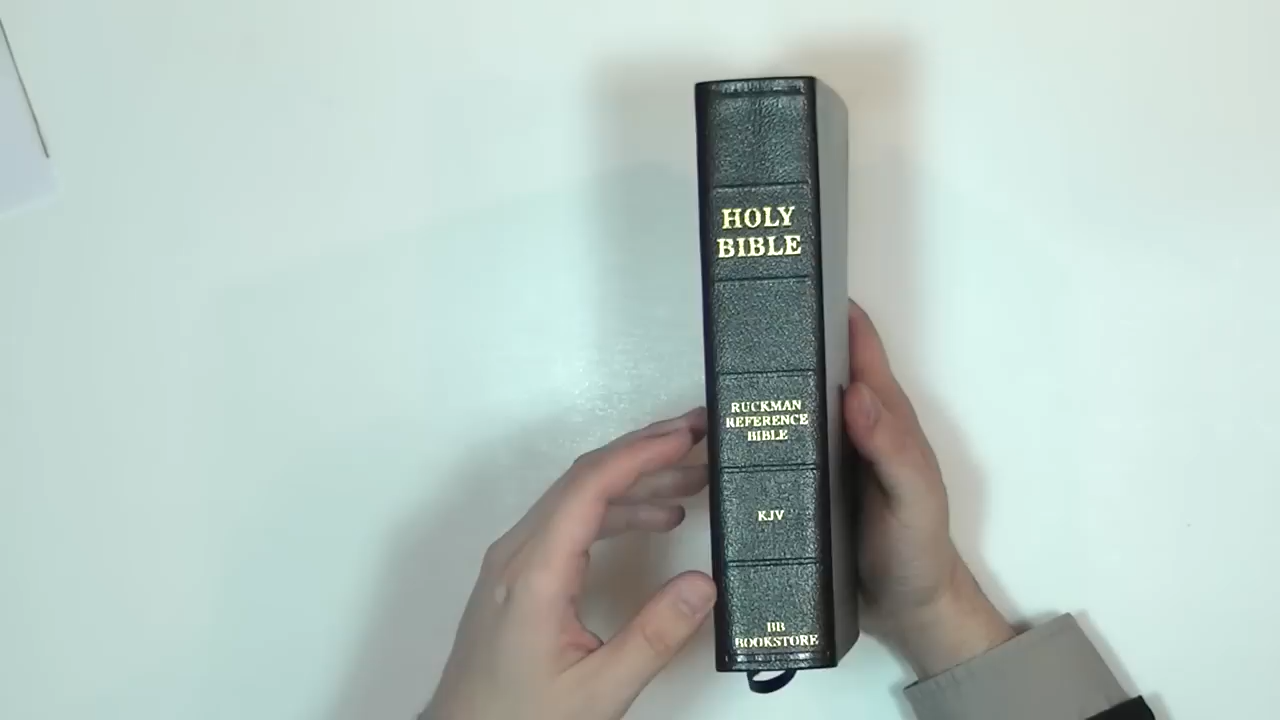 HOLY
BIBLE
RUCKMAN
REFERENCE
BIBLE
KJV
BB
BOOKSTORE